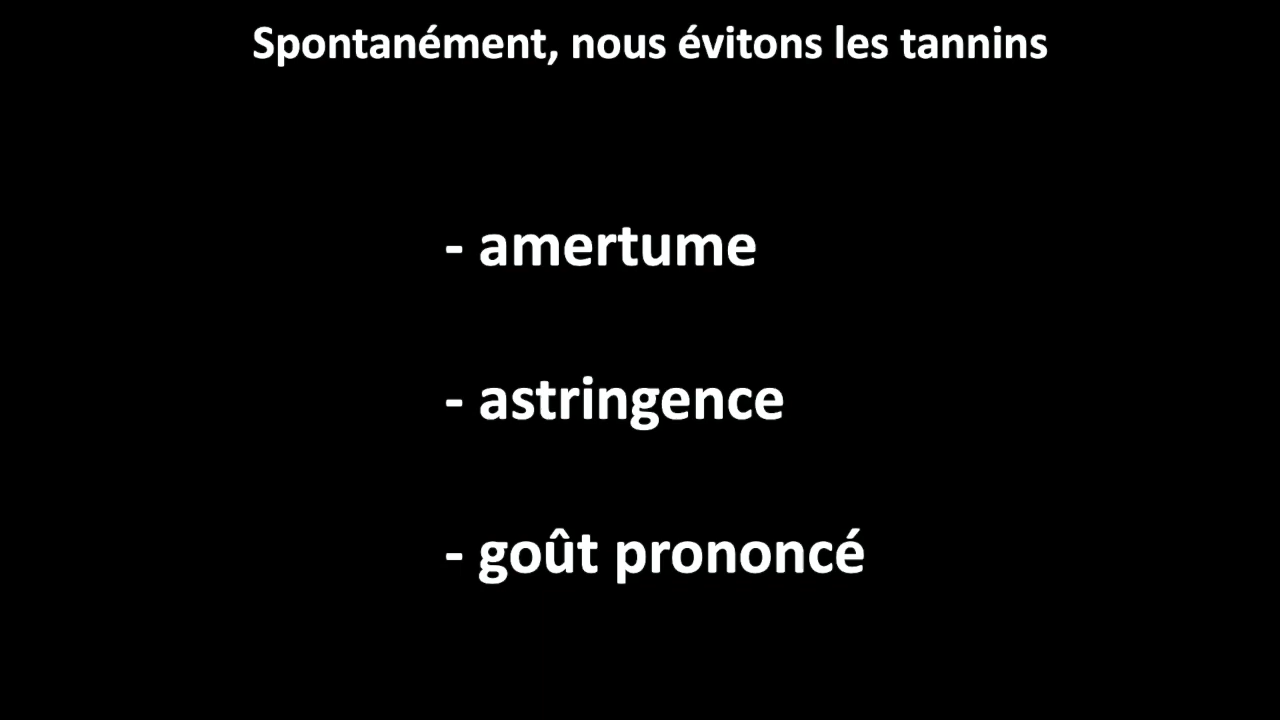 Spontanément, nous évitons les tannins
- amertume
- astringence
- goût prononcé